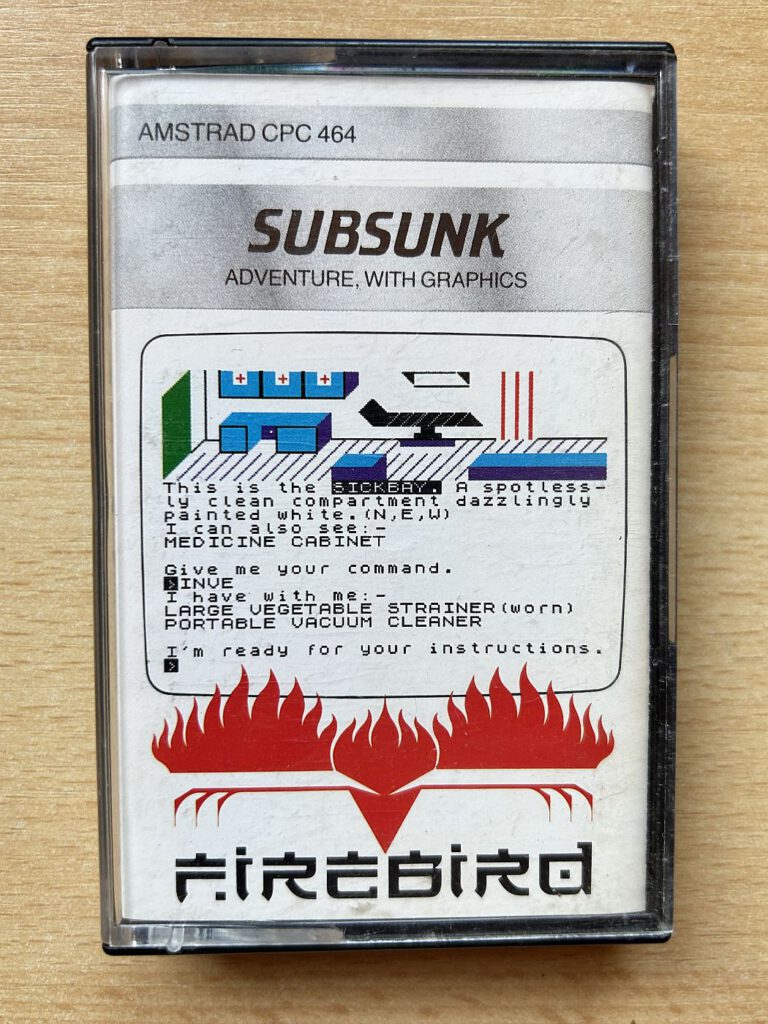 AMSTRAD CPC 464
SUBSUNK
ADVENTURE, WITH GRAPHICS
This is the SICKBAY. A spotless-
ly clean compartment dazzlingly
painted white.(N,E,W)
I can also see:-
MEDICINE CABINET
Give me your command.
>INVE
I have with me:-
LARGE VEGETABLE STRAINER(worn)
PORTABLE VACUUM CLEANER
I'm ready for your instructions.
>
FIREBIRD